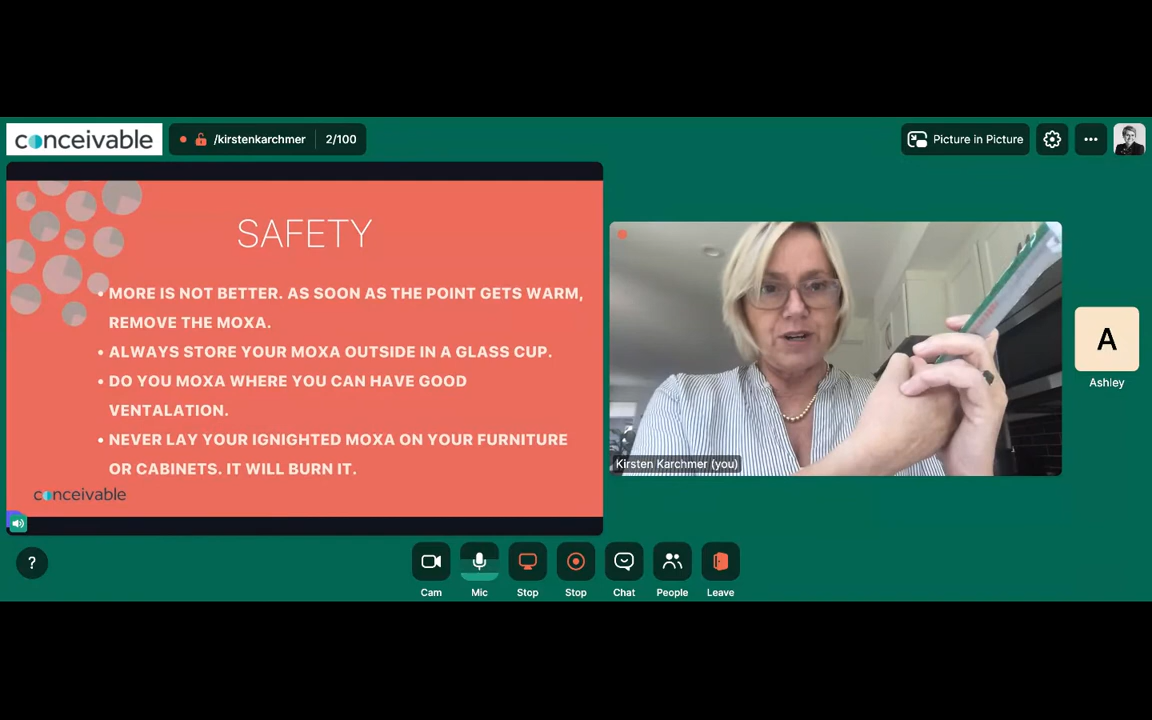 conceivable
/kirstenkarchmer
2/100
Picture in Picture
SAFETY
• MORE IS NOT BETTER. AS SOON AS THE POINT GETS WARM,
REMOVE THE MOXA.
• ALWAYS STORE YOUR MOXA OUTSIDE IN A GLASS CUP.
• DO YOU MOXA WHERE YOU CAN HAVE GOOD
VENTALATION.
• NEVER LAY YOUR IGNIGHTED MOXA ON YOUR FURNITURE
OR CABINETS. IT WILL BURN IT.
conceivable
Kirsten Karchmer (you)
A
Ashley
?
Cam
Mic
Stop
Stop
Chat
People
Leave